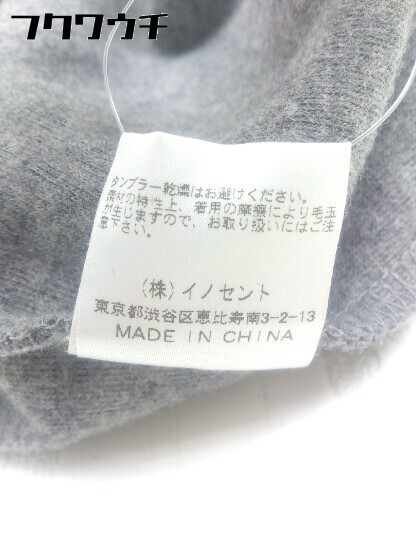 フクワウチ
タンブラー乾燥はお避けください。
素材の特性上、着用の摩擦により毛玉
が生じますので、お取り扱いにはご注
意下さい。
(株)イノセント
東京都渋谷区恵比寿南3-2-13
MADE IN CHINA